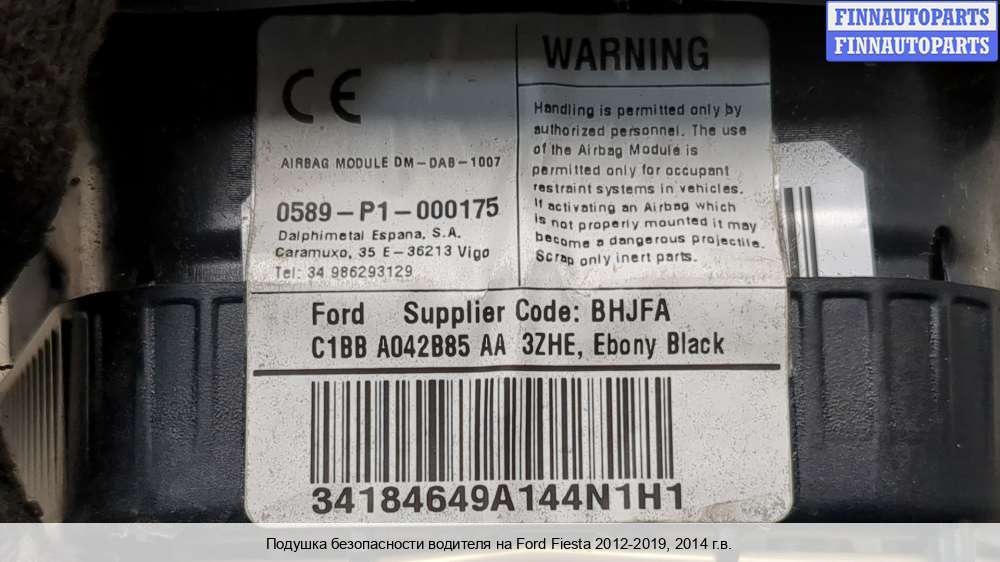 FINNAUTOPARTS
FINNAUTOPARTS
CE
AIRBAG MODULE DM-DAB-1007
0589-P1-000175
Dalphimetal Espana, S.A.
Caramuxo, 35 E-36213 Vigo
Tel: 34 986293129
WARNING
Handling is permitted only by
authorized personnel. The use
of the Airbag Module is
permitted only for occupant
restraint systems in vehicles.
If activating an Airbag which
is not properly mounted it may
become a dangerous projectile.
Scrap only inert parts.
Ford Supplier Code: BHJFA
C1BB A042B85 AA 3ZHE, Ebony Black
34184649A144N1H1
Подушка безопасности водителя на Ford Fiesta 2012-2019, 2014 г.в.